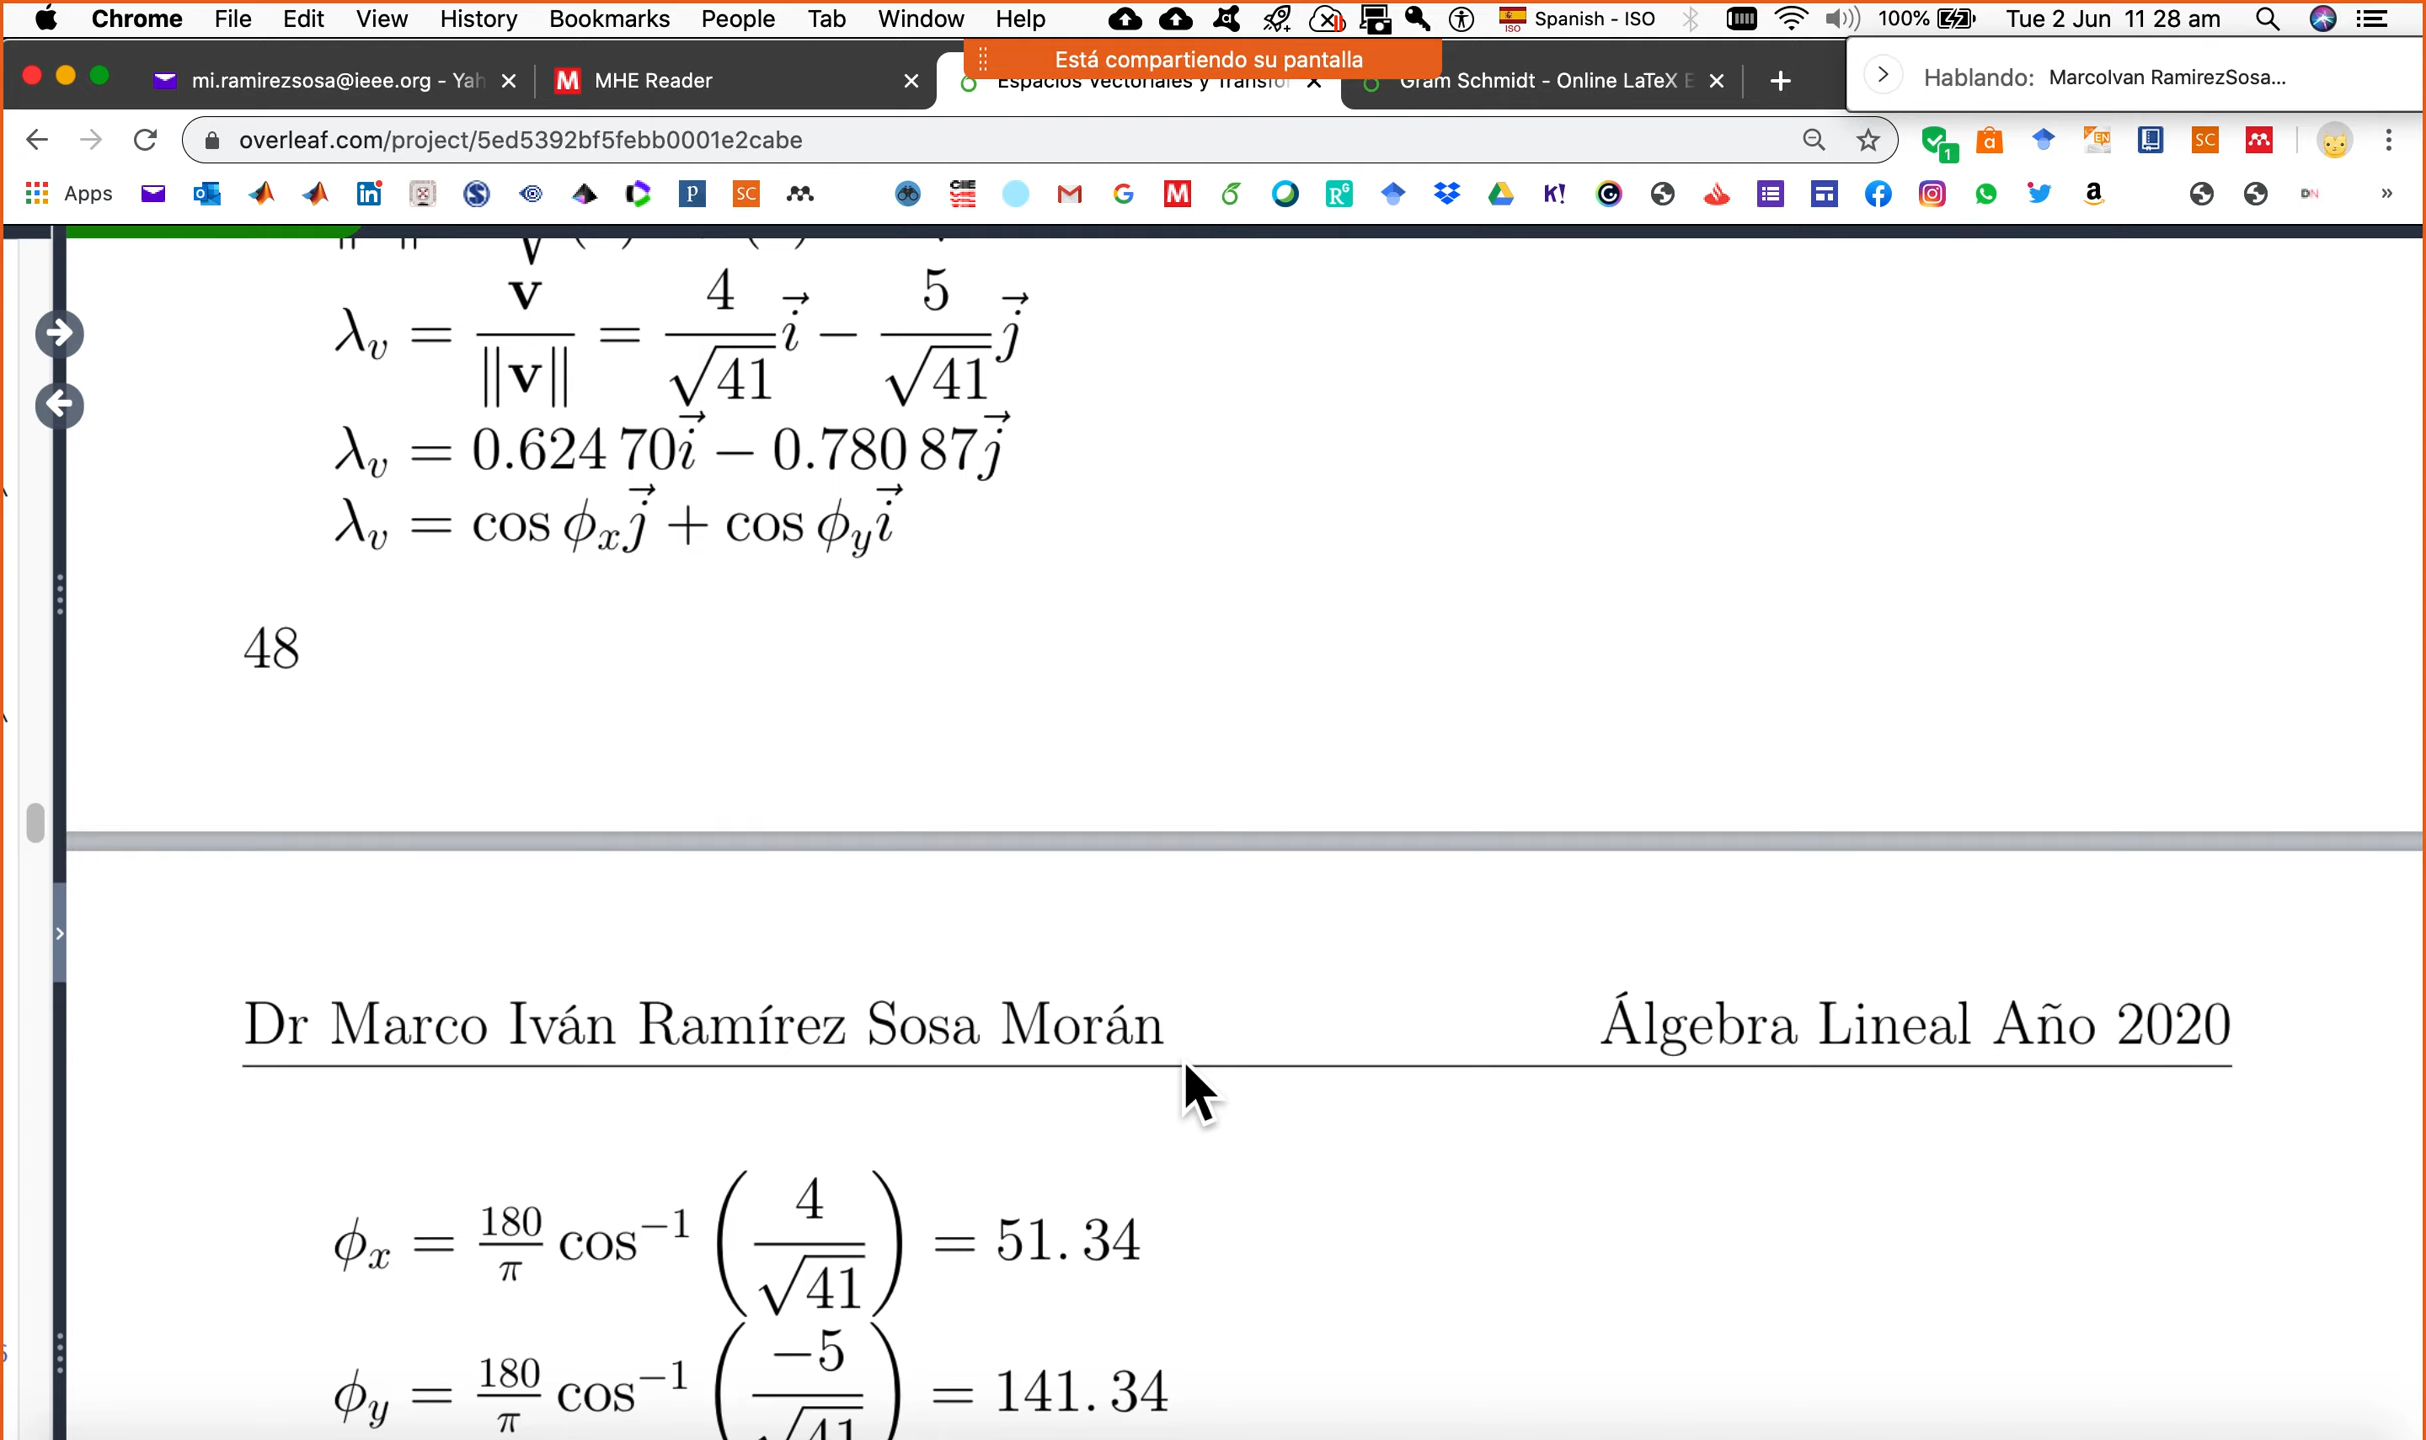 Chrome File Edit View History Bookmarks People Tab Window Help Spanish - ISO 100% Tue 2 Jun 11 28 am
Está compartiendo su pantalla
mi.ramirezsosa@ieee.org - Yah
MHE Reader
Espacios Vectoriales y Transfor
Gram Schmidt - Online LaTeX E
Hablando: MarcoIvan RamirezSosa...
overleaf.com/project/5ed5392bf5febb0001e2cabe
Apps
λ_v = v/‖v‖ = 4/√41 i⃗ − 5/√41 j⃗
λ_v = 0.624 70i⃗ − 0.780 87j⃗
λ_v = cos ϕ_x j⃗ + cos ϕ_y i⃗
48
Dr Marco Iván Ramírez Sosa Morán
Álgebra Lineal Año 2020
ϕ_x = 180/π cos⁻¹ (4/√41) = 51. 34
ϕ_y = 180/π cos⁻¹ (−5/√41) = 141. 34